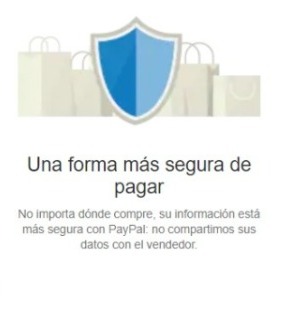 Una forma más segura de
pagar
No importa dónde compre, su información está
más segura con PayPal: no compartimos sus
datos con el vendedor.